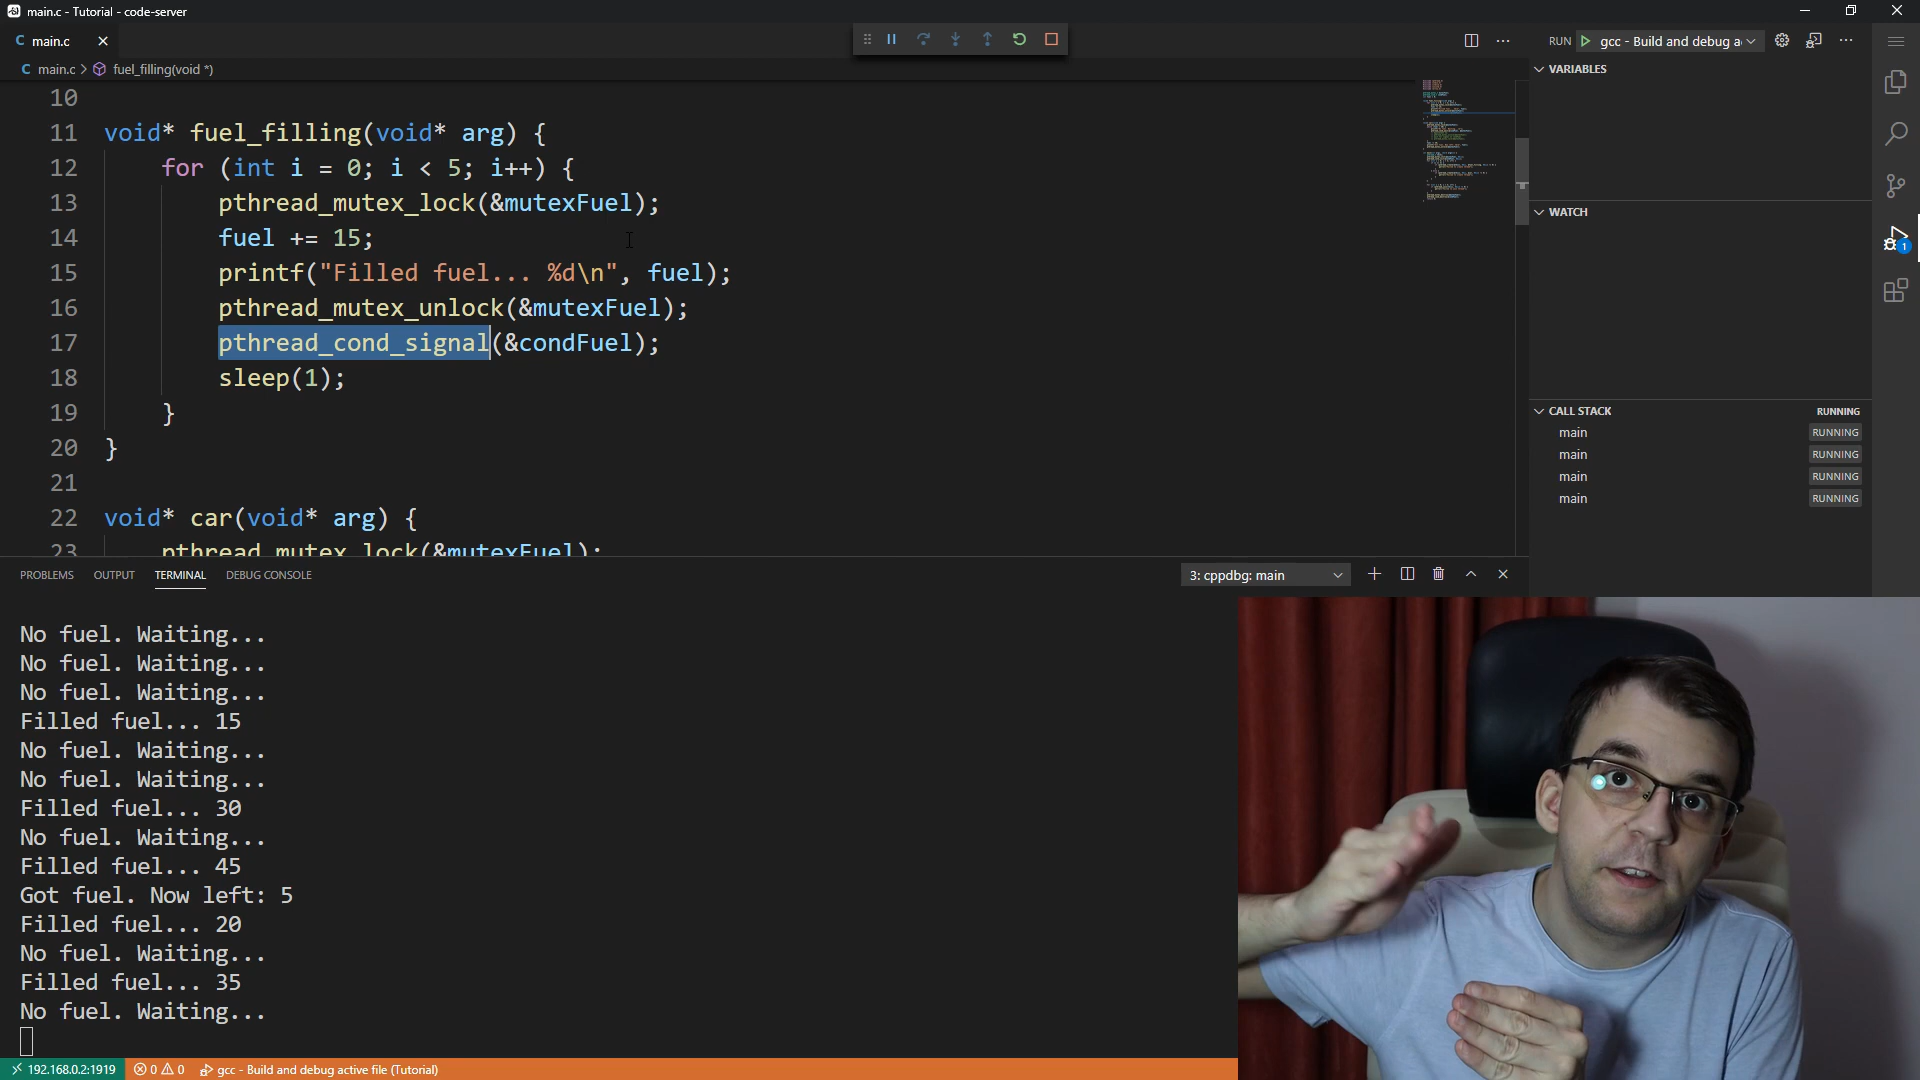 main.c - Tutorial - code-server
C main.c
RUN gcc - Build and debug a
C main.c > fuel_filling(void *)
10
11 void* fuel_filling(void* arg) {
12 for (int i = 0; i < 5; i++) {
13 pthread_mutex_lock(&mutexFuel);
14 fuel += 15;
15 printf("Filled fuel... %d\n", fuel);
16 pthread_mutex_unlock(&mutexFuel);
17 pthread_cond_signal(&condFuel);
18 sleep(1);
19 }
20 }
21
22 void* car(void* arg) {
23 pthread_mutex_lock(&mutexFuel);
VARIABLES
WATCH
CALL STACK RUNNING
main RUNNING
main RUNNING
main RUNNING
main RUNNING
1
PROBLEMS OUTPUT TERMINAL DEBUG CONSOLE 3: cppdbg: main
No fuel. Waiting...
No fuel. Waiting...
No fuel. Waiting...
Filled fuel... 15
No fuel. Waiting...
No fuel. Waiting...
Filled fuel... 30
No fuel. Waiting...
Filled fuel... 45
Got fuel. Now left: 5
Filled fuel... 20
No fuel. Waiting...
Filled fuel... 35
No fuel. Waiting...
192.168.0.2:1919 0 0 gcc - Build and debug active file (Tutorial)